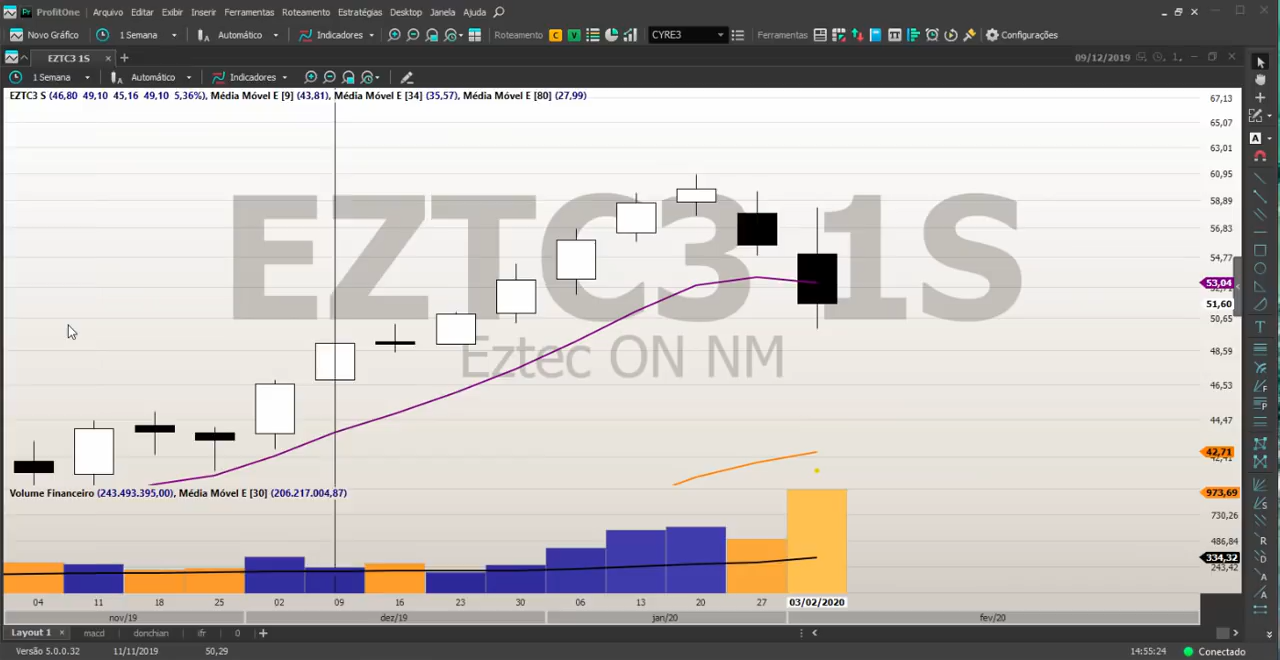 ProfitOne Arquivo Editar Exibir Inserir Ferramentas Roteamento Estratégias Desktop Janela Ajuda
Novo Gráfico 1 Semana Automático Indicadores Roteamento C V CYRE3 Ferramentas Configurações
EZTC3 1S 09/12/2019
1 Semana Automático Indicadores
EZTC3 S (46,80 49,10 45,16 49,10 5,36%), Média Móvel E [9] (43,81), Média Móvel E [34] (35,57), Média Móvel E [80] (27,99)
67,13
65,07
63,01
60,95
58,89
56,83
54,77
53,04
51,60
50,65
48,59
46,53
44,47
42,71
EZTC3 1S
Eztec ON NM
Volume Financeiro (243.493.395,00), Média Móvel E [30] (206.217.004,87)
973,69
730,26
486,84
334,32
243,42
04 11 18 25 02 09 16 23 30 06 13 20 27 03/02/2020
nov/19 dez/19 jan/20 fev/20
Layout 1 macd donchian ifr 0
Versão 5.0.0.32 11/11/2019 50,29 14:55:24 Conectado